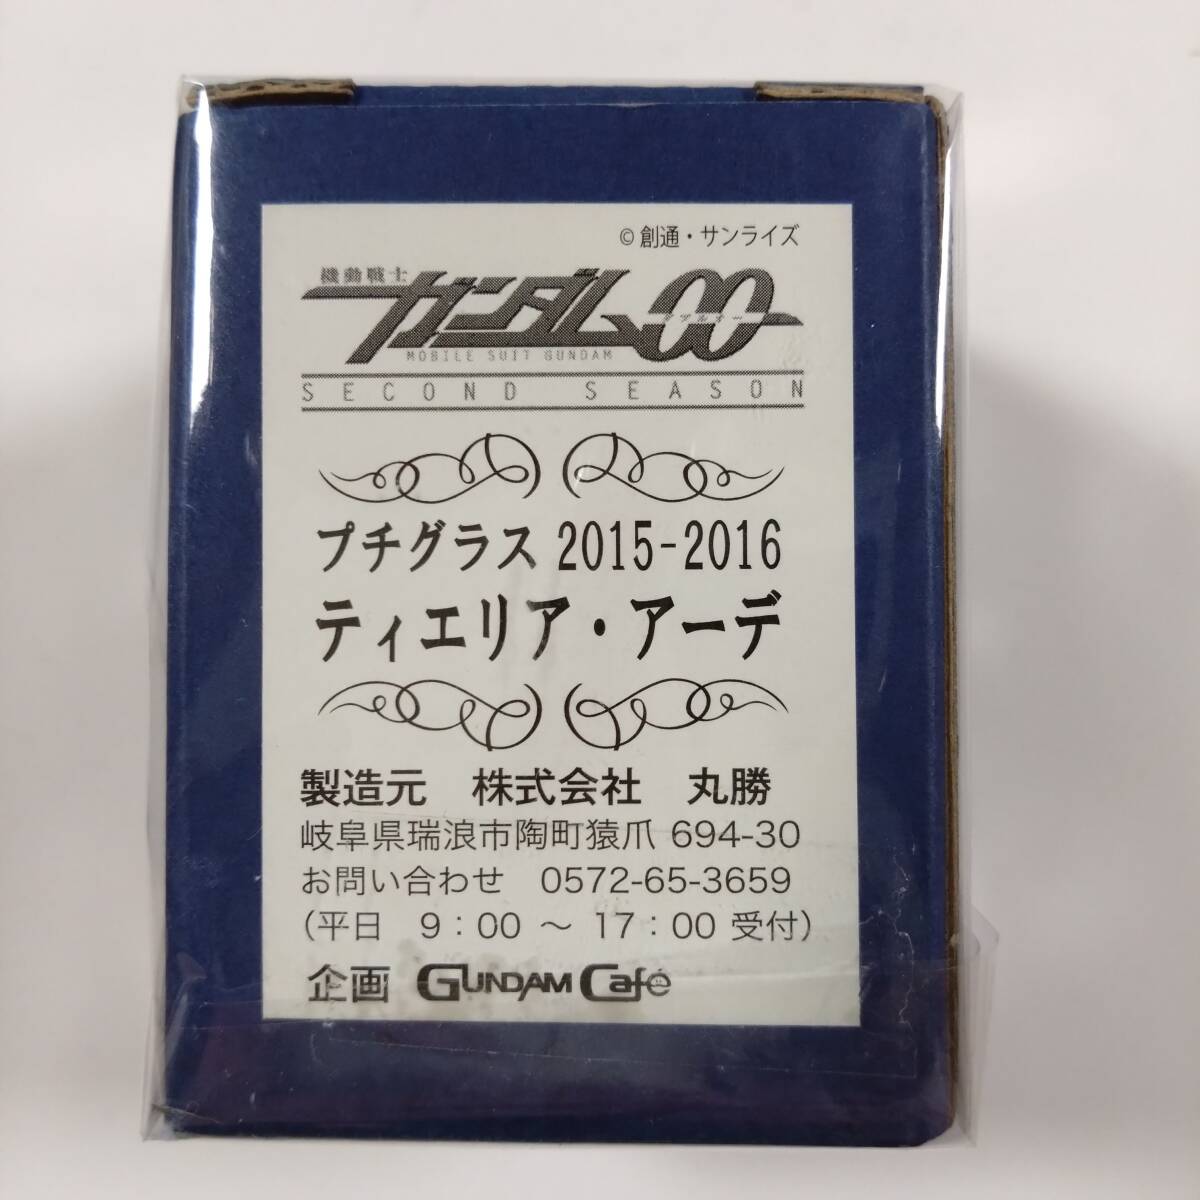 © 創通・サンライズ
機動戦士
ガンダム00
ダブルオー
MOBILE SUIT GUNDAM
SECOND SEASON
プチグラス 2015-2016
ティエリア・アーデ
製造元　株式会社　丸勝
岐阜県瑞浪市陶町猿爪 694-30
お問い合わせ　0572-65-3659
(平日　9：00 ～ 17：00 受付)
企画 GUNDAM Café